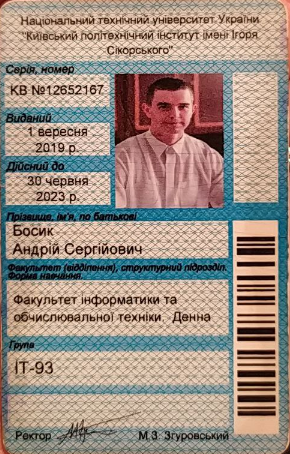 Національний технічний університет України
"Київський політехнічний інститут імені Ігоря
Сікорського"
Серія, номер
КВ №12652167
Виданий
1 вересня
2019 р.
Дійсний до
30 червня
2023 р.
Прізвище, ім'я, по батькові
Босик
Андрій Сергійович
Факультет (відділення), структурний підрозділ.
Форма навчання.
Факультет інформатики та
обчислювальної техніки. Денна
Група
ІТ-93
Ректор М.З. Згуровський